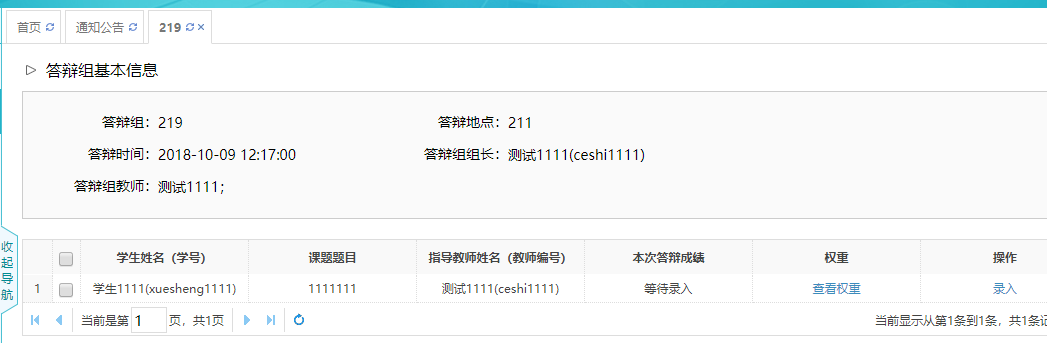 首页 通知公告 219
答辩组基本信息
答辩组： 219 答辩地点： 211
答辩时间： 2018-10-09 12:17:00 答辩组组长： 测试1111(ceshi1111)
答辩组教师： 测试1111;
收起导航
学生姓名（学号） 课题题目 指导教师姓名（教师编号） 本次答辩成绩 权重 操作
1 学生1111(xuesheng1111) 1111111 测试1111(ceshi1111) 等待录入 查看权重 录入
当前是第 1 页，共1页 当前显示从第1条到1条，共1条记